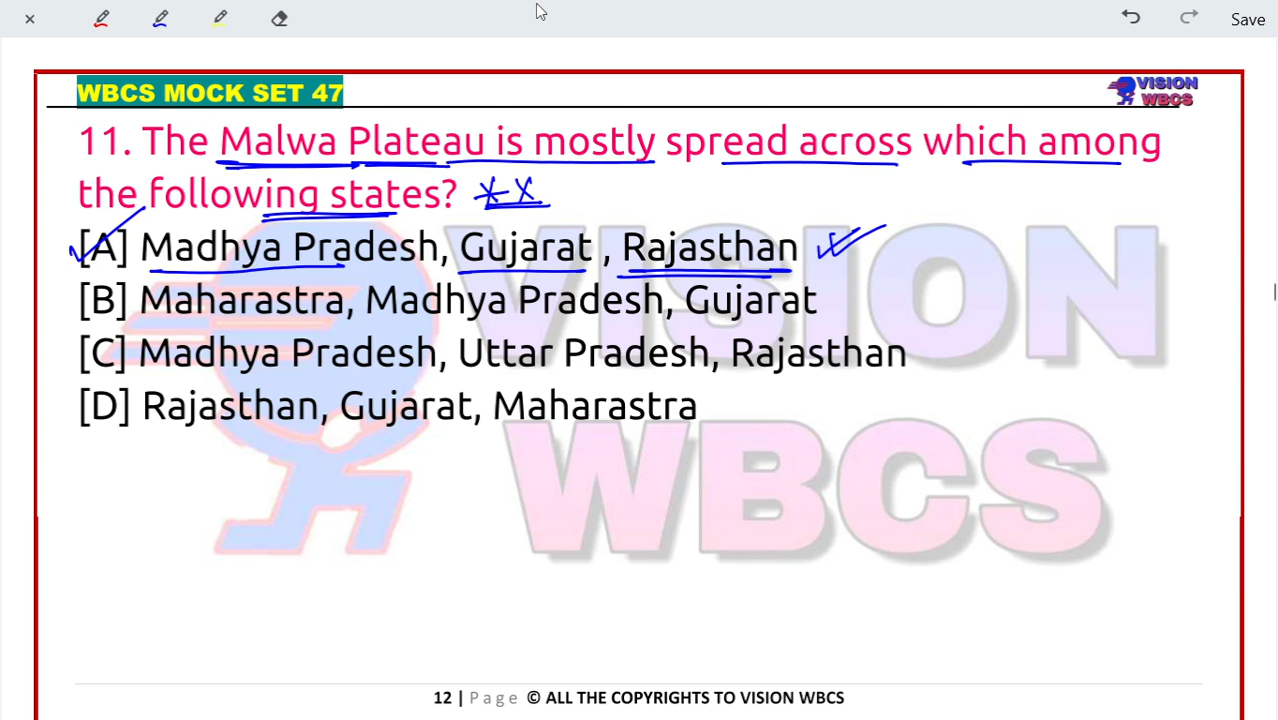 Save
WBCS MOCK SET 47
VISION
WBCS
11. The Malwa Plateau is mostly spread across which among
the following states?
[A] Madhya Pradesh, Gujarat , Rajasthan
[B] Maharastra, Madhya Pradesh, Gujarat
[C] Madhya Pradesh, Uttar Pradesh, Rajasthan
[D] Rajasthan, Gujarat, Maharastra
VISION
WBCS
12 | Page © ALL THE COPYRIGHTS TO VISION WBCS